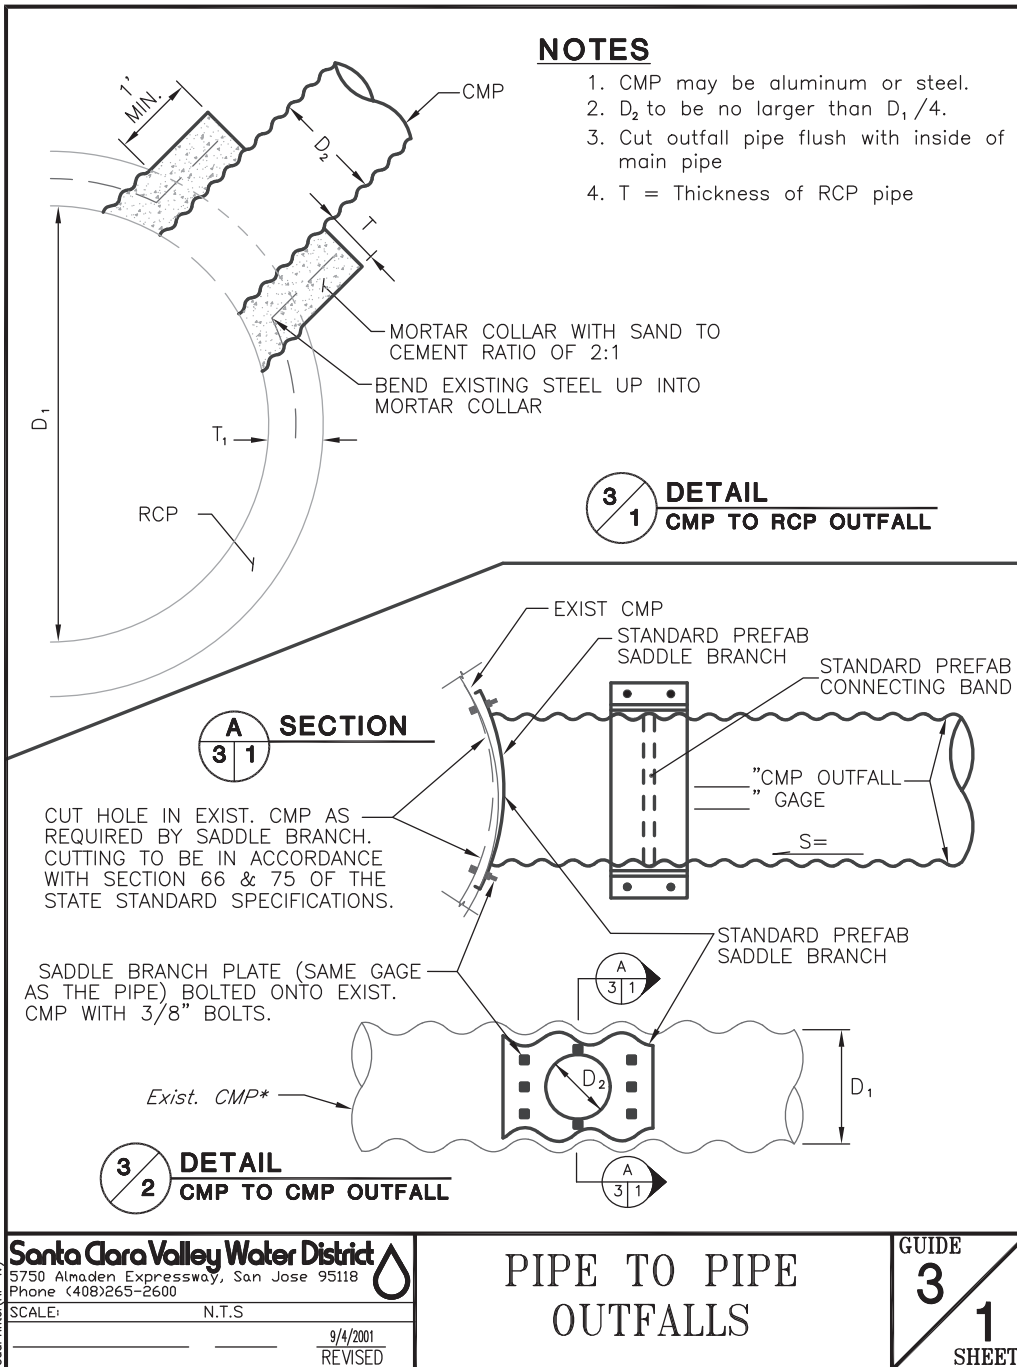 NOTES
1. CMP may be aluminum or steel.
2. D₂ to be no larger than D₁/4.
3. Cut outfall pipe flush with inside of
main pipe
4. T = Thickness of RCP pipe
1'
MIN.
CMP
D₂
T
MORTAR COLLAR WITH SAND TO
CEMENT RATIO OF 2:1
BEND EXISTING STEEL UP INTO
MORTAR COLLAR
D₁
T₁
RCP
3
1
DETAIL
CMP TO RCP OUTFALL
EXIST CMP
STANDARD PREFAB
SADDLE BRANCH
STANDARD PREFAB
CONNECTING BAND
A
3 1
SECTION
"CMP OUTFALL
" GAGE
S=
CUT HOLE IN EXIST. CMP AS
REQUIRED BY SADDLE BRANCH.
CUTTING TO BE IN ACCORDANCE
WITH SECTION 66 & 75 OF THE
STATE STANDARD SPECIFICATIONS.
STANDARD PREFAB
SADDLE BRANCH
SADDLE BRANCH PLATE (SAME GAGE
AS THE PIPE) BOLTED ONTO EXIST.
CMP WITH 3/8" BOLTS.
A
3 1
D₂
D₁
Exist. CMP*
A
3 1
3
2
DETAIL
CMP TO CMP OUTFALL
Santa Clara Valley Water District
5750 Almaden Expressway, San Jose 95118
Phone (408)265-2600
SCALE: N.T.S
9/4/2001
REVISED
PIPE TO PIPE
OUTFALLS
GUIDE
3
1
SHEET